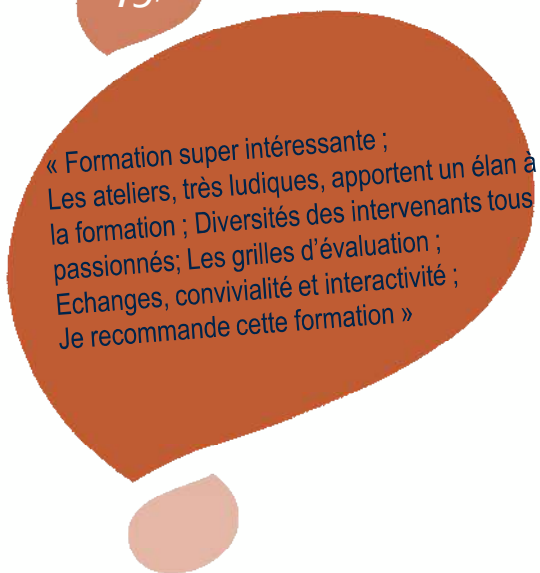 « Formation super intéressante ;
Les ateliers, très ludiques, apportent un élan à
la formation ; Diversités des intervenants tous
passionnés; Les grilles d’évaluation ;
Echanges, convivialité et interactivité ;
Je recommande cette formation »